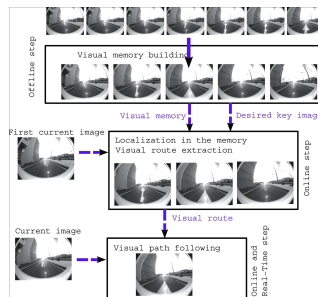 Offline step
Visual memory building
Visual memory
Desired key imag
First current image
Localization in the memory
Visual route extraction
Online step
Visual route
Current image
Visual path following
Online and
Real-Time step